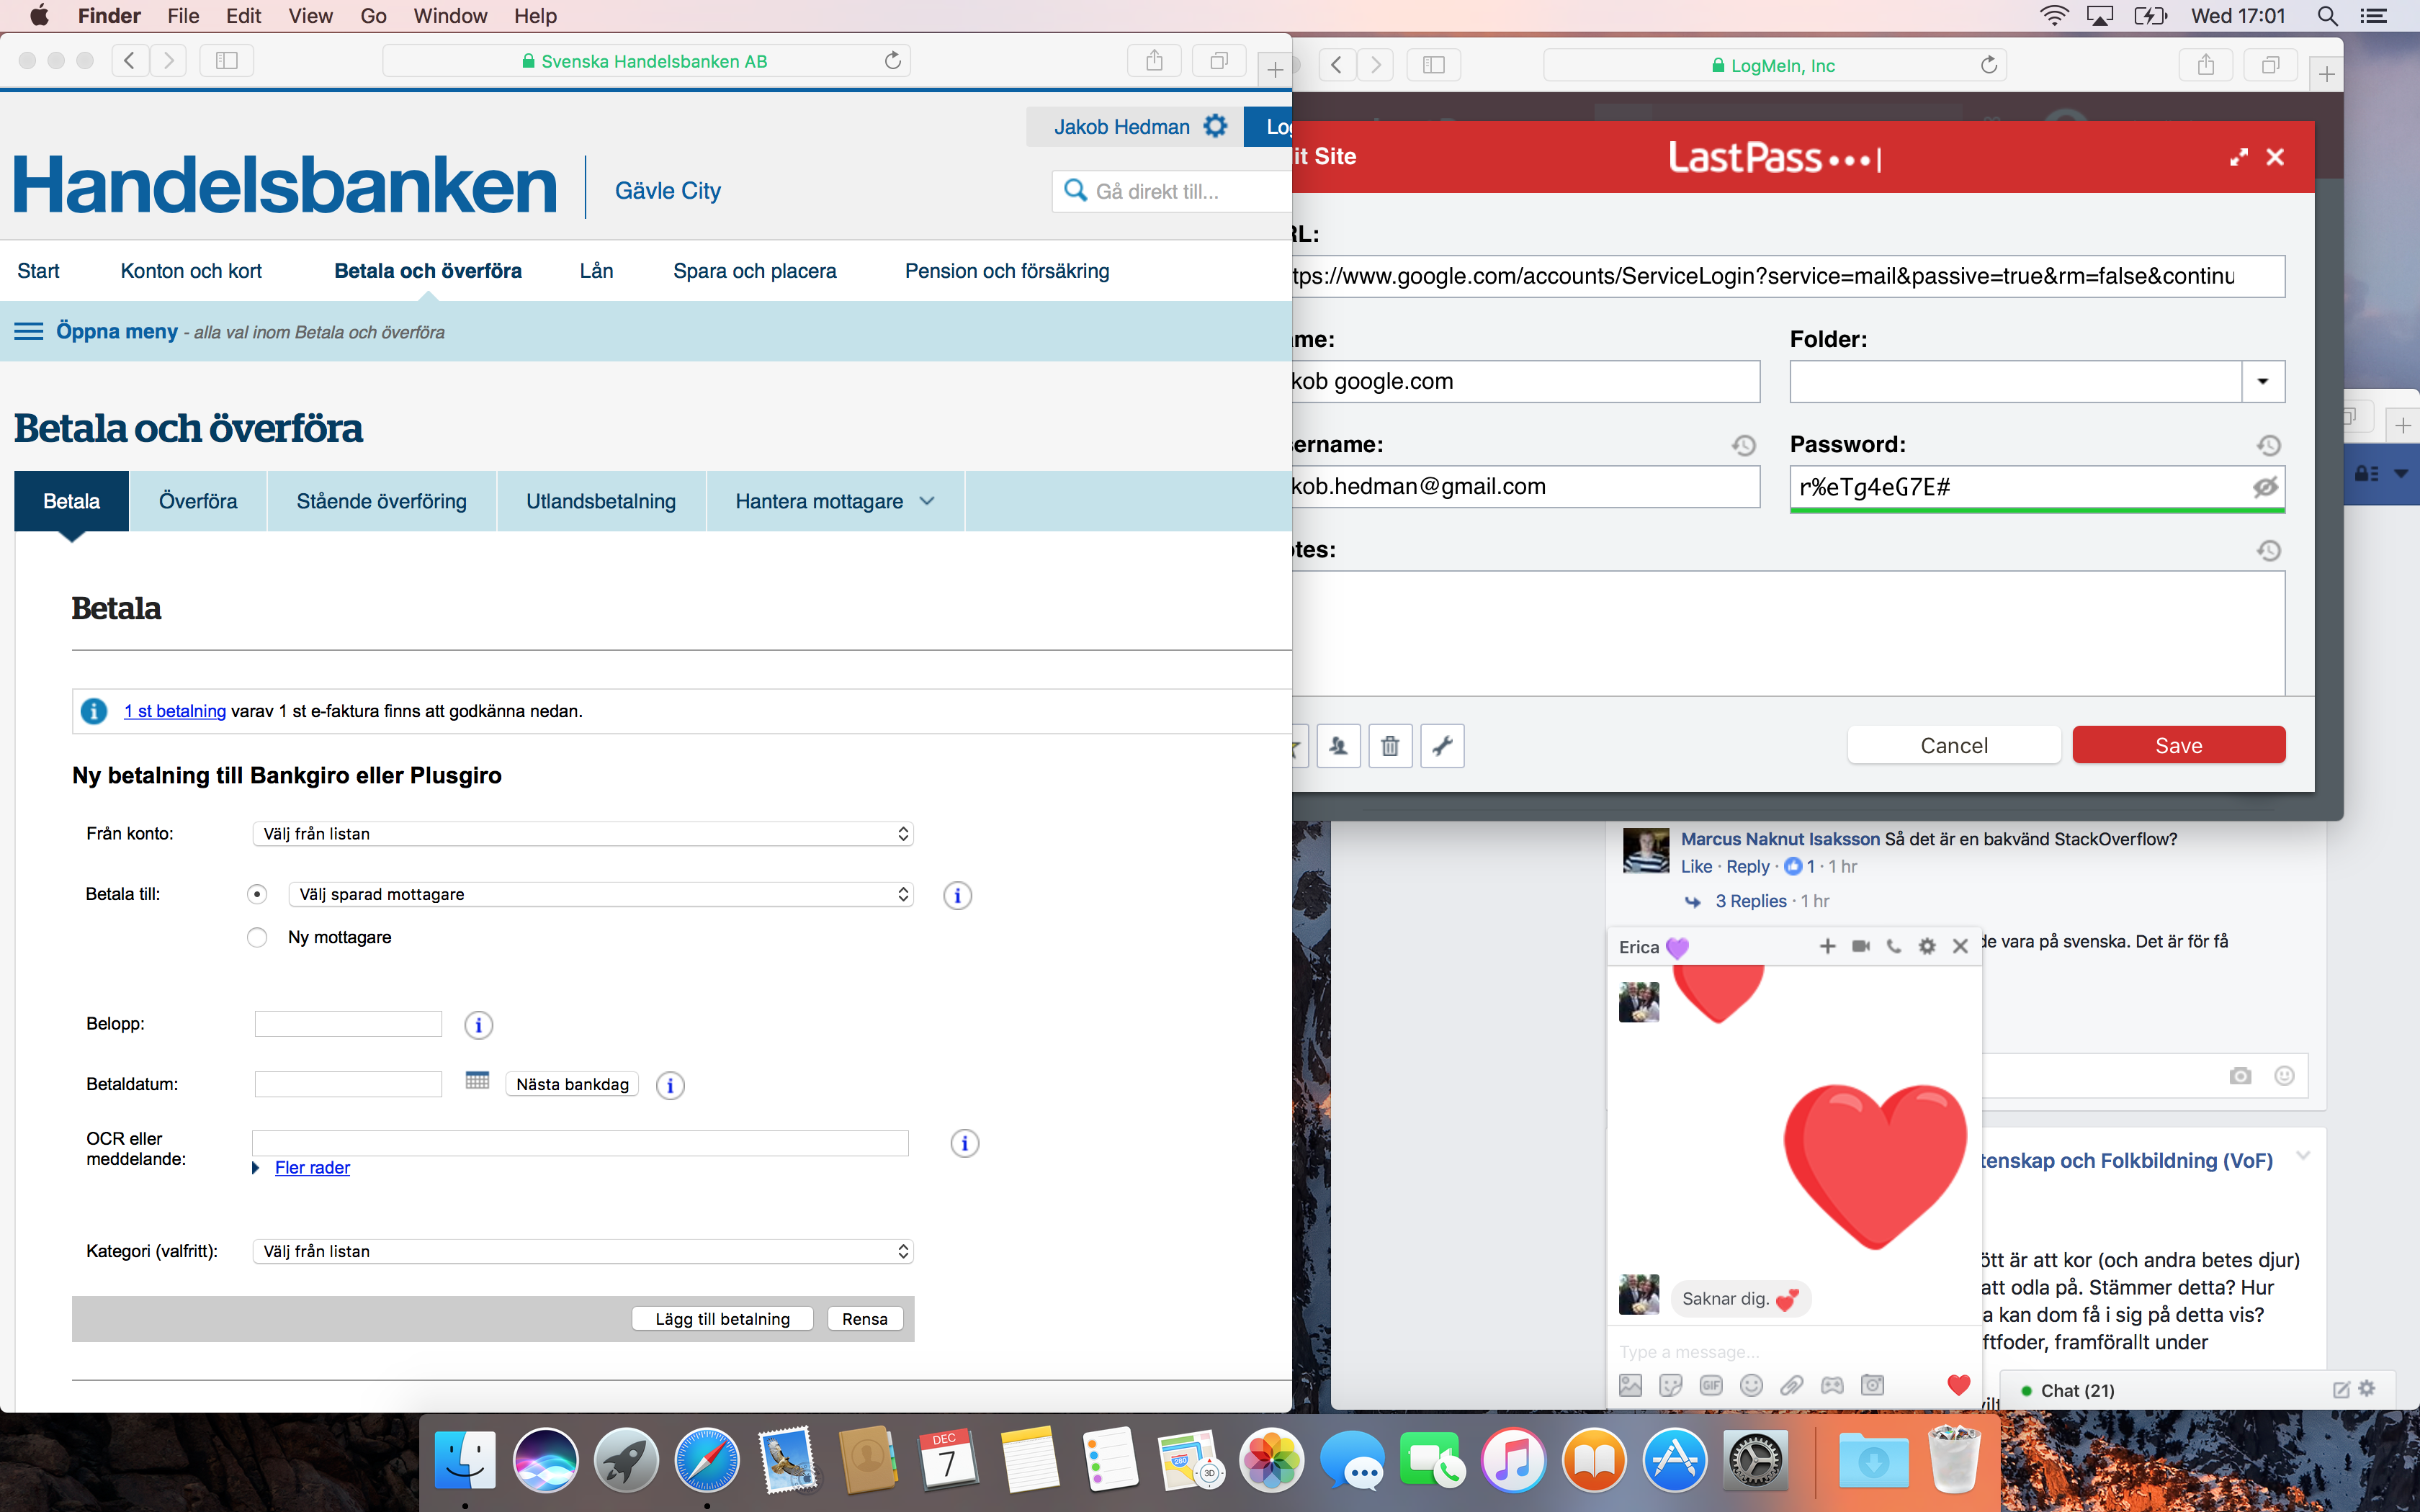 Finder File Edit View Go Window Help
Wed 17:01
Svenska Handelsbanken AB
Jakob Hedman
Handelsbanken
Gävle City
Gå direkt till...
Start Konton och kort Betala och överföra Lån Spara och placera Pension och försäkring
Öppna meny - alla val inom Betala och överföra
Betala och överföra
Betala Överföra Stående överföring Utlandsbetalning Hantera mottagare
Betala
1 st betalning varav 1 st e-faktura finns att godkänna nedan.
Ny betalning till Bankgiro eller Plusgiro
Från konto: Välj från listan
Betala till: Välj sparad mottagare
Ny mottagare
Belopp:
Betaldatum: Nästa bankdag
OCR eller
meddelande:
Fler rader
Kategori (valfritt): Välj från listan
Lägg till betalning Rensa
LogMeIn, Inc
it Site
LastPass
RL:
tps://www.google.com/accounts/ServiceLogin?service=mail&passive=true&rm=false&continu
me: Folder:
kob google.com
ername: Password:
kob.hedman@gmail.com r%eTg4eG7E#
tes:
Cancel Save
Marcus Naknut Isaksson Så det är en bakvänd StackOverflow?
Like · Reply · 1 · 1 hr
3 Replies · 1 hr
de vara på svenska. Det är för få
Erica
Saknar dig.
Type a message...
GIF
tenskap och Folkbildning (VoF)
ött är att kor (och andra betes djur)
att odla på. Stämmer detta? Hur
a kan dom få i sig på detta vis?
ftfoder, framförallt under
Chat (21)
DEC
7
280
3D